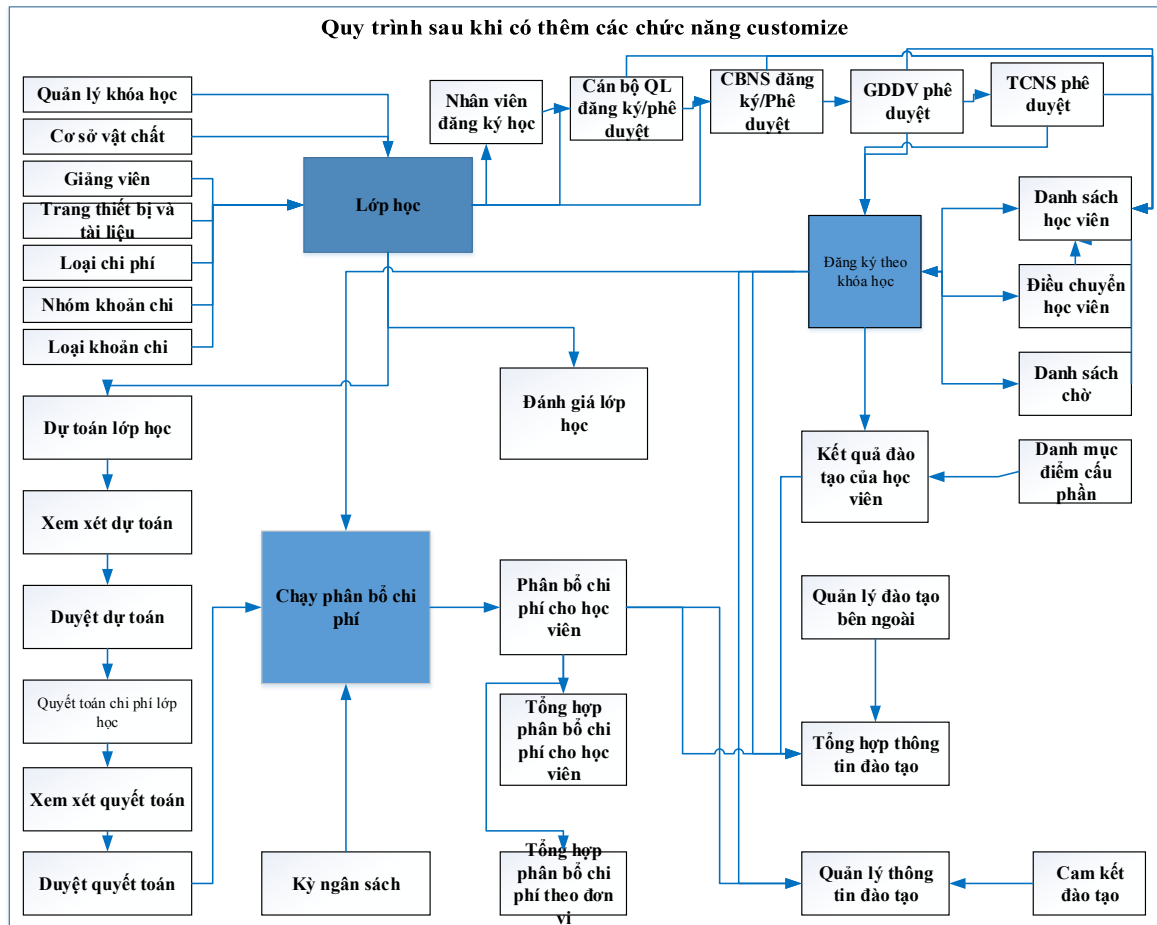 Quy trình sau khi có thêm các chức năng customize
Quản lý khóa học
Cơ sở vật chất
Giảng viên
Trang thiết bị và
tài liệu
Loại chi phí
Nhóm khoản chi
Loại khoản chi
Lớp học
Nhân viên
đăng ký học
Cán bộ QL
đăng ký/phê
duyệt
CBNS đăng
ký/Phê
duyệt
GDDV phê
duyệt
TCNS phê
duyệt
Đăng ký theo
khóa học
Danh sách
học viên
Điều chuyển
học viên
Danh sách
chờ
Dự toán lớp học
Đánh giá lớp
học
Kết quả đào
tạo của học
viên
Danh mục
điểm cấu
phần
Xem xét dự toán
Duyệt dự toán
Quyết toán chi phí lớp
học
Xem xét quyết toán
Duyệt quyết toán
Chạy phân bổ chi
phí
Kỳ ngân sách
Phân bổ chi
phí cho học
viên
Tổng hợp
phân bổ chi
phí cho học
viên
Tổng hợp
phân bổ chi
phí theo đơn
vị
Quản lý đào tạo
bên ngoài
Tổng hợp thông
tin đào tạo
Quản lý thông
tin đào tạo
Cam kết
đào tạo